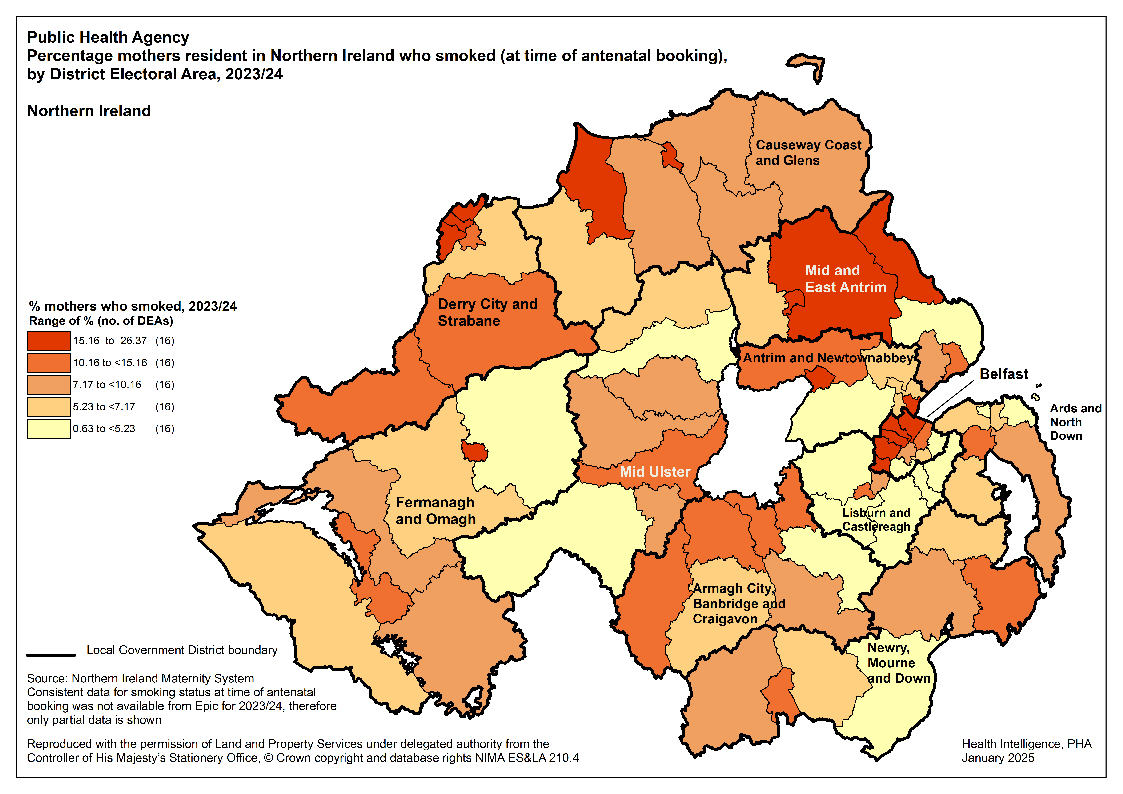 Public Health Agency
Percentage mothers resident in Northern Ireland who smoked (at time of antenatal booking),
by District Electoral Area, 2023/24
Northern Ireland
Causeway Coast
and Glens
Mid and
East Antrim
Derry City and
Strabane
% mothers who smoked, 2023/24
Range of % (no. of DEAs)
15.16 to 26.37 (16)
10.16 to <15.16 (16)
7.17 to <10.16 (16)
5.23 to <7.17 (16)
0.63 to <5.23 (16)
Antrim and Newtownabbey
Belfast
Ards and
North
Down
Mid Ulster
Fermanagh
and Omagh
Lisburn and
Castlereagh
Armagh City,
Banbridge and
Craigavon
Newry,
Mourne
and Down
Local Government District boundary
Source: Northern Ireland Maternity System
Consistent data for smoking status at time of antenatal
booking was not available from Epic for 2023/24, therefore
only partial data is shown
Reproduced with the permission of Land and Property Services under delegated authority from the
Controller of His Majesty's Stationery Office, © Crown copyright and database rights NIMA ES&LA 210.4
Health Intelligence, PHA
January 2025